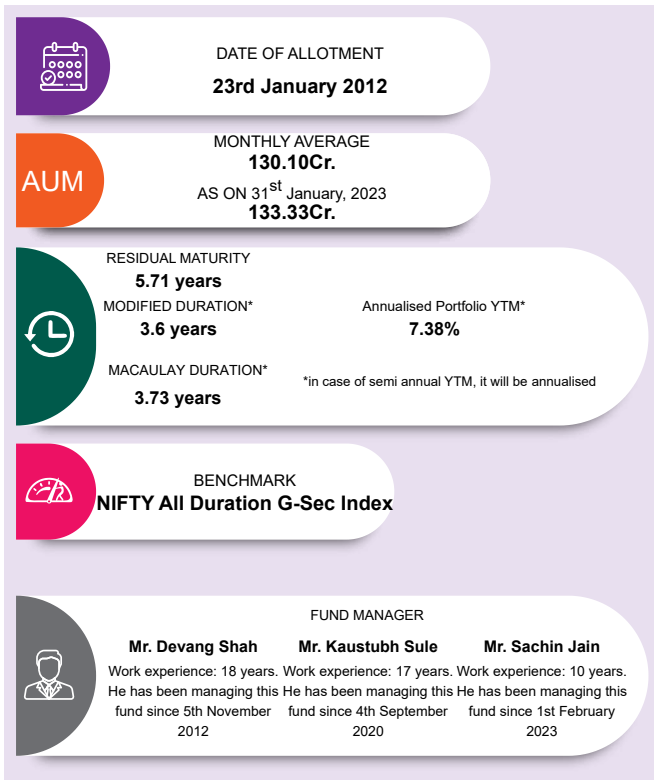 DATE OF ALLOTMENT
23rd January 2012
AUM
MONTHLY AVERAGE
130.10Cr.
AS ON 31st January, 2023
133.33Cr.
RESIDUAL MATURITY
5.71 years
MODIFIED DURATION*
3.6 years
Annualised Portfolio YTM*
7.38%
MACAULAY DURATION*
3.73 years
*in case of semi annual YTM, it will be annualised
BENCHMARK
NIFTY All Duration G-Sec Index
FUND MANAGER
Mr. Devang Shah
Work experience: 18 years.
He has been managing this
fund since 5th November
2012
Mr. Kaustubh Sule
Work experience: 17 years.
He has been managing this
fund since 4th September
2020
Mr. Sachin Jain
Work experience: 10 years.
He has been managing this
fund since 1st February
2023